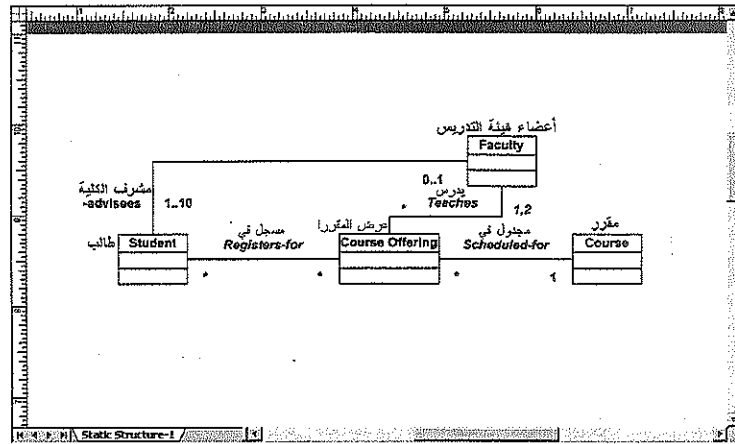 أعضاء هيئة التدريس
Faculty
0..1
مشرف الكلية
-advisees
1..10
يدرس
Teaches
*
1,2
طالب
Student
مسجل في
Registers-for
*
*
عرض المقررا
Course Offering
مجدول في
Scheduled-for
*
1
مقرر
Course
Static Structure-1